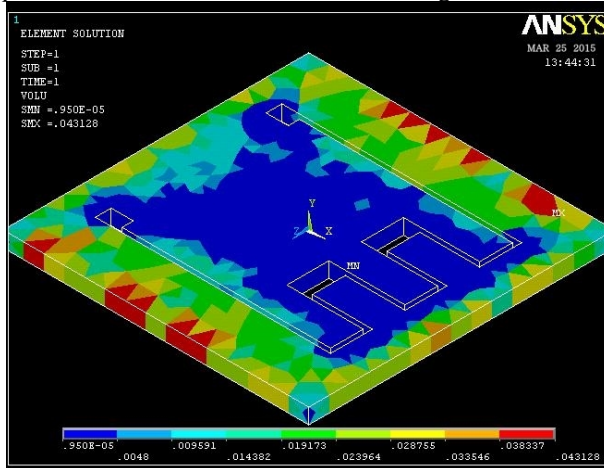 1
ELEMENT SOLUTION
STEP=1
SUB =1
TIME=1
VOLU
SMN =.950E-05
SMX =.043128
ANSYS
MAR 25 2015
13:44:31
MX
Y
Z X
MN
.950E-05 .009591 .019173 .028755 .038337
.0048 .014382 .023964 .033546 .043128